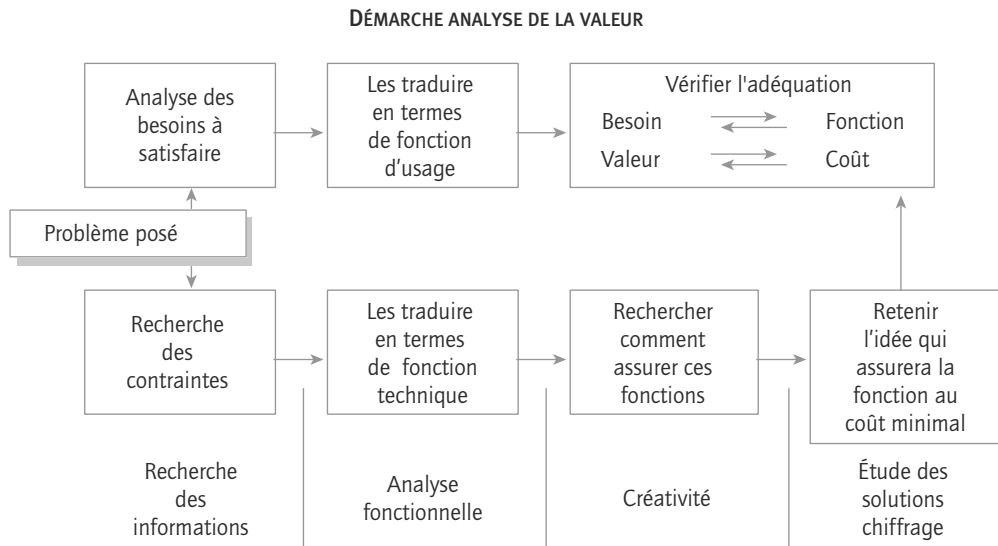 DÉMARCHE ANALYSE DE LA VALEUR
Analyse des
besoins à
satisfaire
Les traduire
en termes
de fonction
d'usage
Vérifier l'adéquation
Besoin Fonction
Valeur Coût
Problème posé
Recherche
des
contraintes
Les traduire
en termes
de fonction
technique
Rechercher
comment
assurer ces
fonctions
Retenir
l'idée qui
assurera la
fonction au
coût minimal
Recherche
des
informations
Analyse
fonctionnelle
Créativité
Étude des
solutions
chiffrage